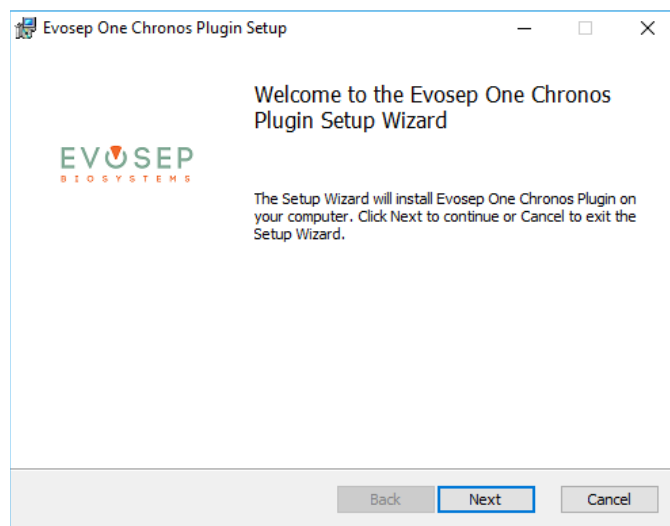 Evosep One Chronos Plugin Setup
Welcome to the Evosep One Chronos
Plugin Setup Wizard
EVOSEP
BIOSYSTEMS
The Setup Wizard will install Evosep One Chronos Plugin on
your computer. Click Next to continue or Cancel to exit the
Setup Wizard.
Back Next Cancel